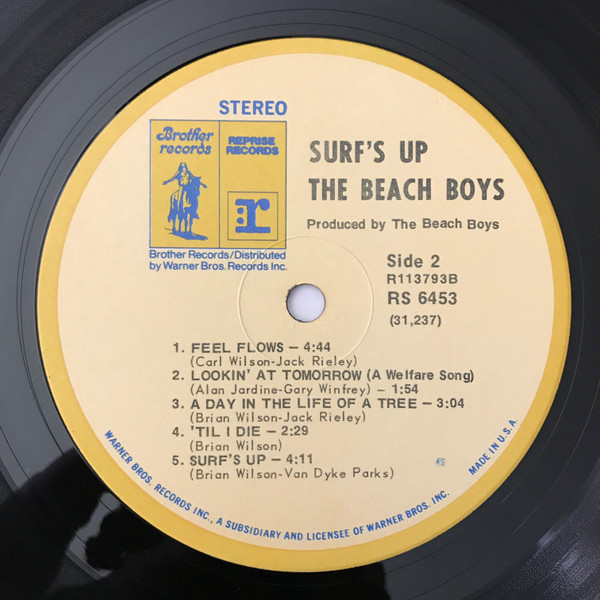 STEREO
Brother
records
REPRISE
RECORDS
r
Brother Records/Distributed
by Warner Bros. Records Inc.
SURF'S UP
THE BEACH BOYS
Produced by The Beach Boys
Side 2
R113793B
RS 6453
(31,237)
1. FEEL FLOWS – 4:44
(Carl Wilson-Jack Rieley)
2. LOOKIN' AT TOMORROW (A Welfare Song)
(Alan Jardine-Gary Winfrey) – 1:54
3. A DAY IN THE LIFE OF A TREE – 3:04
(Brian Wilson-Jack Rieley)
4. 'TIL I DIE – 2:29
(Brian Wilson)
5. SURF'S UP – 4:11
(Brian Wilson-Van Dyke Parks)
WARNER BROS. RECORDS INC., A SUBSIDIARY AND LICENSEE OF WARNER BROS. INC.
MADE IN U.S.A.